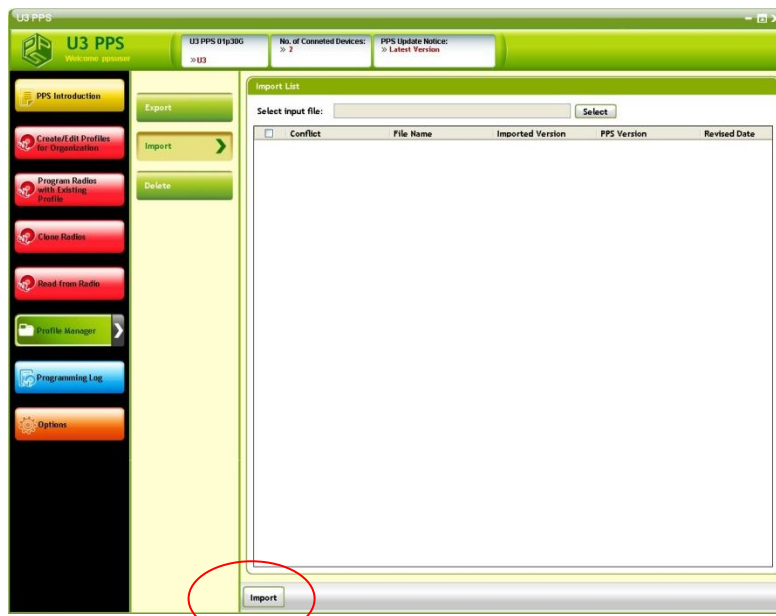 U3 PPS
U3 PPS
Welcome ppsuser
U3 PPS 01p30G
»U3
No. of Conneted Devices:
» 2
PPS Update Notice:
» Latest Version
PPS Introduction
Create/Edit Profiles
for Organization
Program Radios
with Existing
Profile
Clone Radios
Read from Radio
Profile Manager
Programming Log
Options
Export
Import
Delete
Import List
Select input file:
Select
Conflict File Name Imported Version PPS Version Revised Date
Import